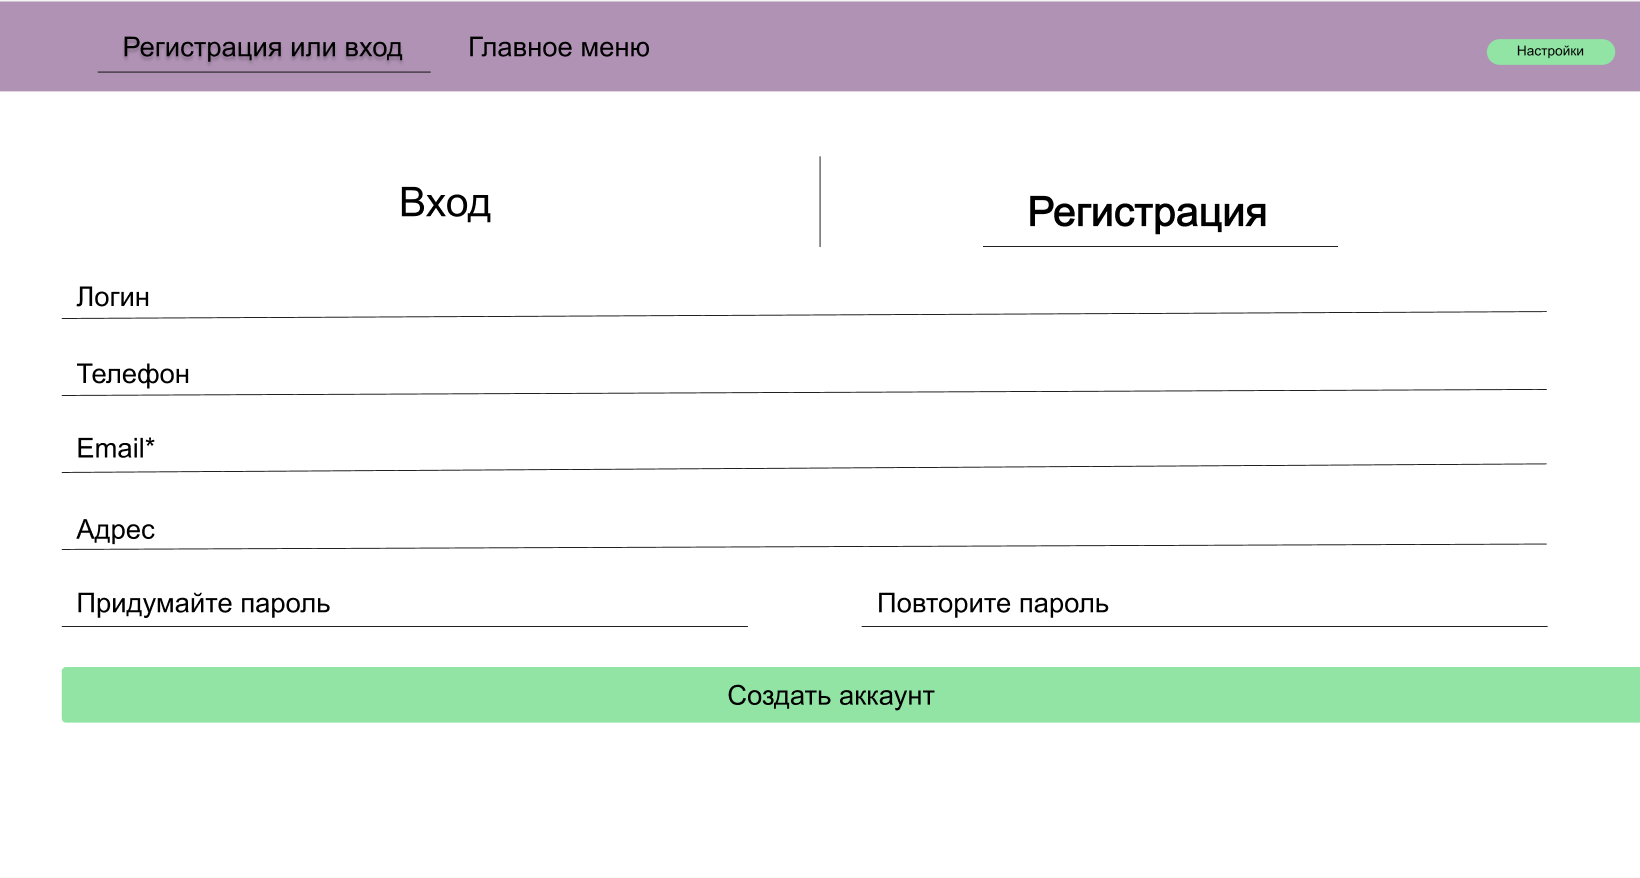 Регистрация или вход
Главное меню
Настройки
Вход
Регистрация
Логин
Телефон
Email*
Адрес
Придумайте пароль
Повторите пароль
Создать аккаунт